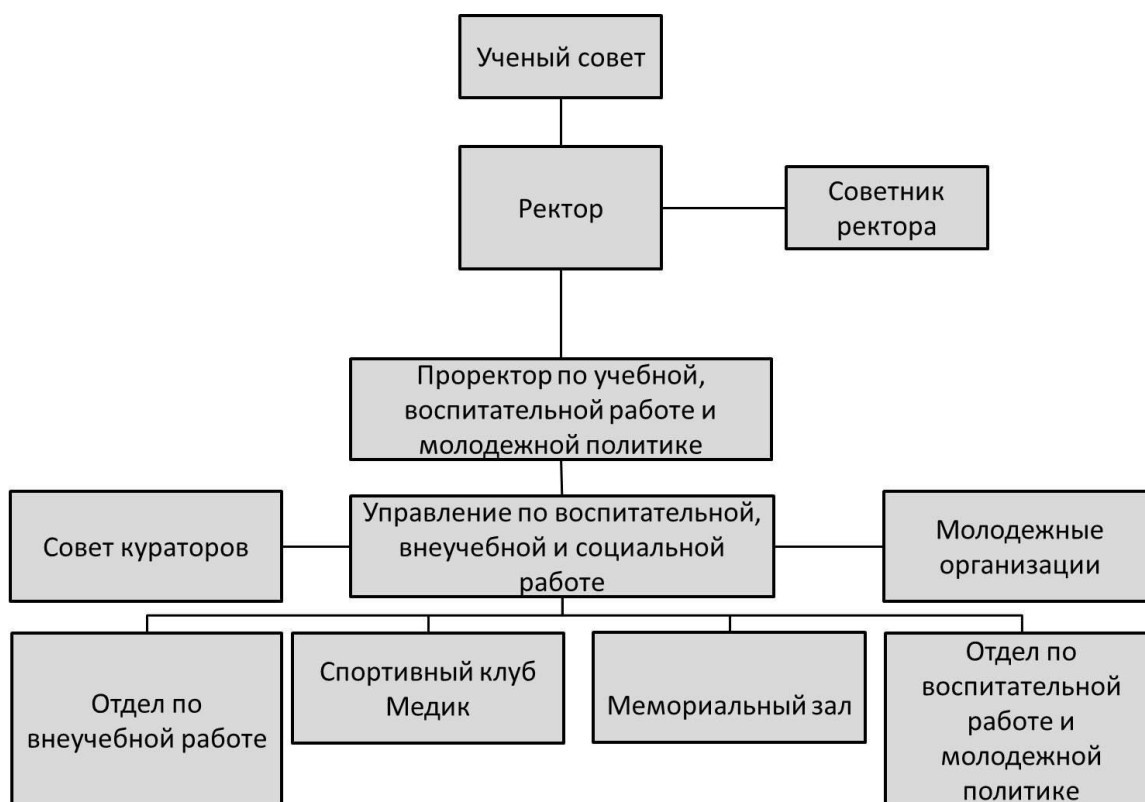 Ученый совет
Ректор
Советник
ректора
Проректор по учебной,
воспитательной работе и
молодежной политике
Совет кураторов
Управление по воспитательной,
внеучебной и социальной
работе
Молодежные
организации
Отдел по
внеучебной работе
Спортивный клуб
Медик
Мемориальный зал
Отдел по
воспитательной
работе и
молодежной
политике